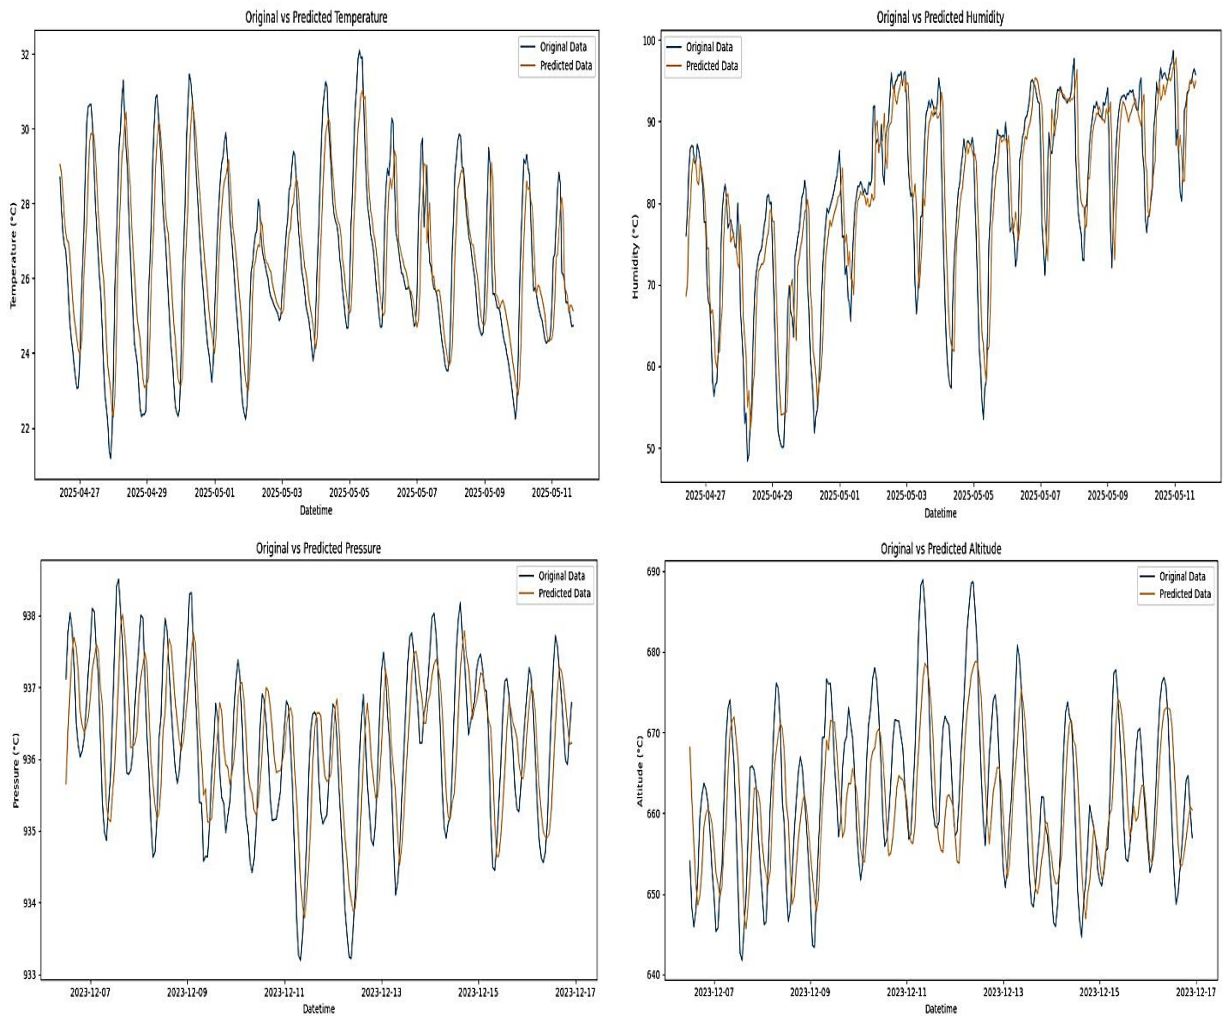 Original vs Predicted Temperature
Original Data
Predicted Data
32
30
28
26
24
22
Temperature (°C)
2025-04-27 2025-04-29 2025-05-01 2025-05-03 2025-05-05 2025-05-07 2025-05-09 2025-05-11
Datetime
Original vs Predicted Humidity
Original Data
Predicted Data
100
90
80
70
60
50
Humidity (°C)
2025-04-27 2025-04-29 2025-05-01 2025-05-03 2025-05-05 2025-05-07 2025-05-09 2025-05-11
Datetime
Original vs Predicted Pressure
Original Data
Predicted Data
938
937
936
935
934
933
Pressure (°C)
2023-12-07 2023-12-09 2023-12-11 2023-12-13 2023-12-15 2023-12-17
Datetime
Original vs Predicted Altitude
Original Data
Predicted Data
690
680
670
660
650
640
Altitude (°C)
2023-12-07 2023-12-09 2023-12-11 2023-12-13 2023-12-15 2023-12-17
Datetime